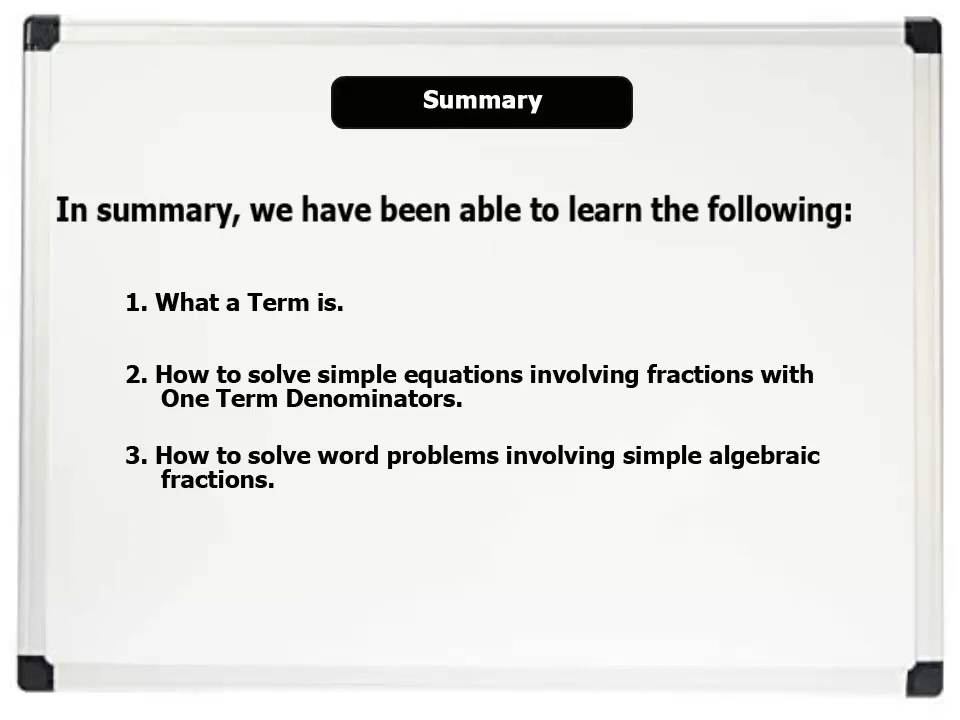 Summary
In summary, we have been able to learn the following:
1. What a Term is.
2. How to solve simple equations involving fractions with
One Term Denominators.
3. How to solve word problems involving simple algebraic
fractions.